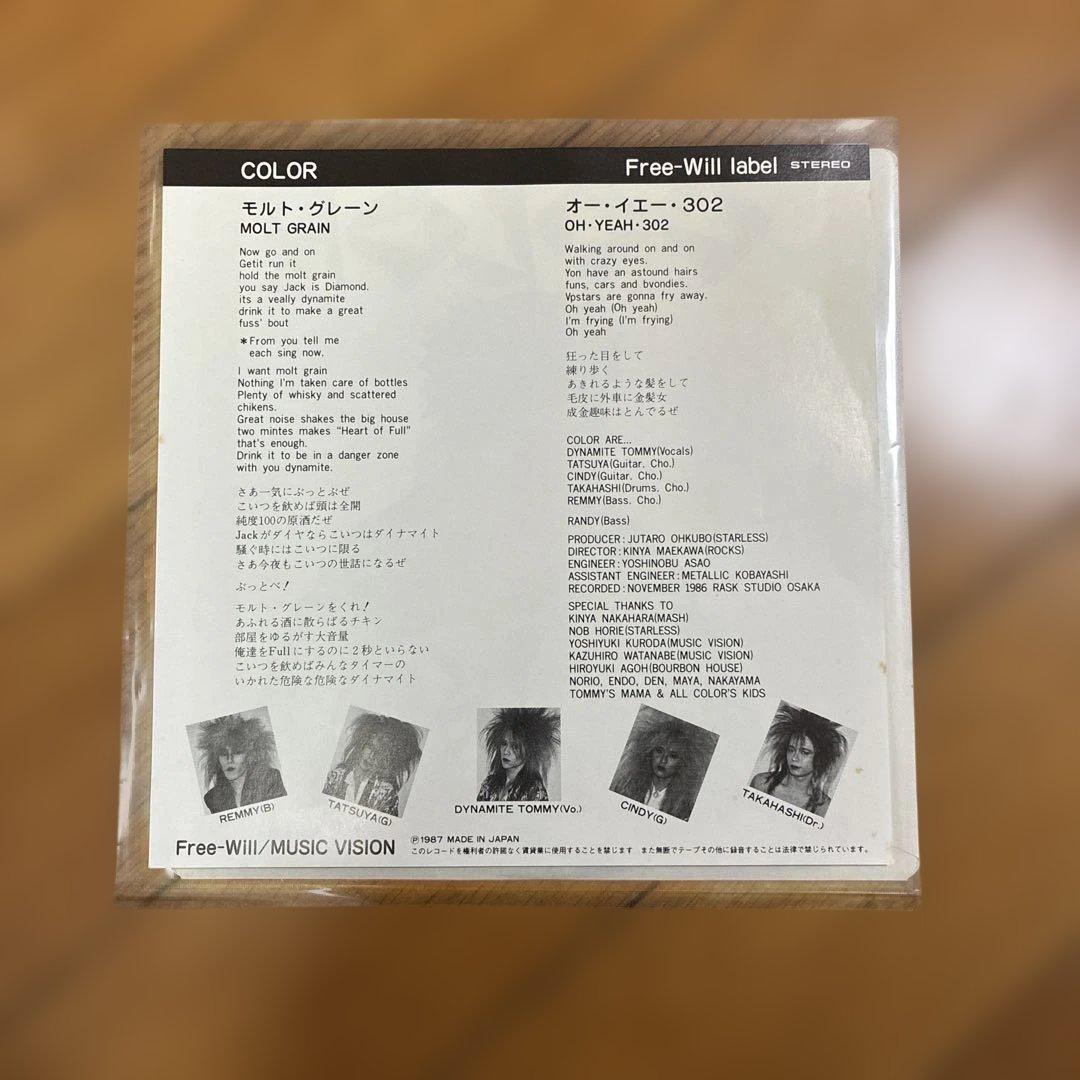 COLOR
Free-Will label STEREO
モルト・グレーン
MOLT GRAIN
Now go and on
Getit run it
hold the molt grain
you say Jack is Diamond.
its a veally dynamite
drink it to make a great
fuss' bout
*From you tell me
each sing now.
I want molt grain
Nothing I'm taken care of bottles
Plenty of whisky and scattered
chikens.
Great noise shakes the big house
two mintes makes "Heart of Full"
that's enough.
Drink it to be in a danger zone
with you dynamite.
さあ一気にぶっとぶぜ
こいつを飲めば頭は全開
純度100の原酒だぜ
Jackがダイヤならこいつはダイナマイト
騒ぐ時にはこいつに限る
さあ今夜もこいつの世話になるぜ
ぶっとべ!
モルト・グレーンをくれ!
あふれる酒に散らばるチキン
部屋をゆるがす大音量
俺達をFullにするのに2秒といらない
こいつを飲めばみんなタイマーの
いかれた危険な危険なダイナマイト
オー・イエー・302
OH・YEAH・302
Walking around on and on
with crazy eyes.
Yon have an astound hairs
funs, cars and bvondies.
Vpstars are gonna fry away.
Oh yeah (Oh yeah)
I'm frying (I'm frying)
Oh yeah
狂った目をして
練り歩く
あきれるような髪をして
毛皮に外車に金髪女
成金趣味はとんでるぜ
COLOR ARE...
DYNAMITE TOMMY(Vocals)
TATSUYA(Guitar. Cho.)
CINDY(Guitar. Cho.)
TAKAHASHI(Drums. Cho.)
REMMY(Bass. Cho.)
RANDY(Bass)
PRODUCER:JUTARO OHKUBO(STARLESS)
DIRECTOR:KINYA MAEKAWA(ROCKS)
ENGINEER:YOSHINOBU ASAO
ASSISTANT ENGINEER:METALLIC KOBAYASHI
RECORDED:NOVEMBER 1986 RASK STUDIO OSAKA
SPECIAL THANKS TO
KINYA NAKAHARA(MASH)
NOB HORIE(STARLESS)
YOSHIYUKI KURODA(MUSIC VISION)
KAZUHIRO WATANABE(MUSIC VISION)
HIROYUKI AGOH(BOURBON HOUSE)
NORIO, ENDO, DEN, MAYA, NAKAYAMA
TOMMY'S MAMA & ALL COLOR'S KIDS
REMMY(B)
TATSUYA(G)
DYNAMITE TOMMY(Vo.)
CINDY(G)
TAKAHASHI(Dr.)
Free-Will/MUSIC VISION
Ⓟ1987 MADE IN JAPAN
このレコードを権利者の許諾なく賃貸業に使用することを禁じます また無断でテープその他に録音することは法律で禁じられています。